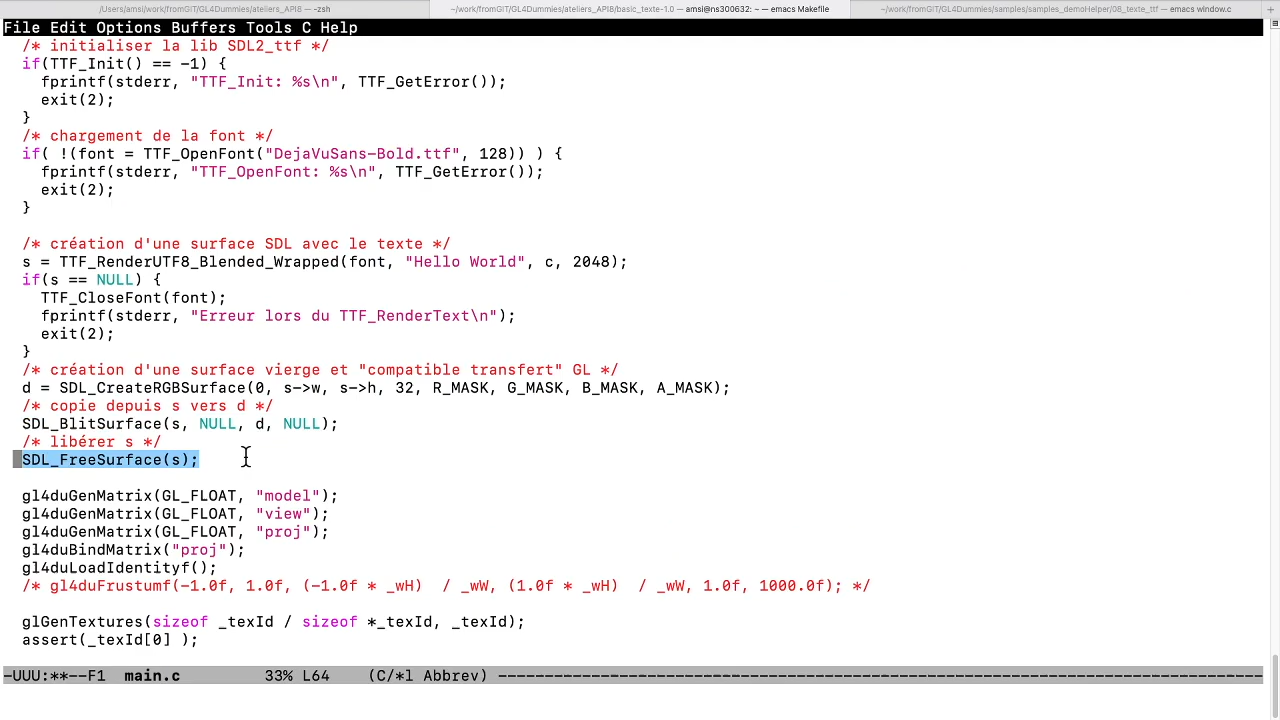 /Users/amsi/work/fromGIT/GL4Dummies/ateliers_API8 — -zsh
~/work/fromGIT/GL4Dummies/ateliers_API8/basic_texte-1.0 — amsi@ns300632: ~ — emacs Makefile
~/work/fromGIT/GL4Dummies/samples/samples_demoHelper/08_texte_ttf — emacs window.c
+
File Edit Options Buffers Tools C Help
/* initialiser la lib SDL2_ttf */
if(TTF_Init() == -1) {
fprintf(stderr, "TTF_Init: %s\n", TTF_GetError());
exit(2);
}
/* chargement de la font */
if( !(font = TTF_OpenFont("DejaVuSans-Bold.ttf", 128)) ) {
fprintf(stderr, "TTF_OpenFont: %s\n", TTF_GetError());
exit(2);
}
/* création d'une surface SDL avec le texte */
s = TTF_RenderUTF8_Blended_Wrapped(font, "Hello World", c, 2048);
if(s == NULL) {
TTF_CloseFont(font);
fprintf(stderr, "Erreur lors du TTF_RenderText\n");
exit(2);
}
/* création d'une surface vierge et "compatible transfert" GL */
d = SDL_CreateRGBSurface(0, s->w, s->h, 32, R_MASK, G_MASK, B_MASK, A_MASK);
/* copie depuis s vers d */
SDL_BlitSurface(s, NULL, d, NULL);
/* libérer s */
SDL_FreeSurface(s);
gl4duGenMatrix(GL_FLOAT, "model");
gl4duGenMatrix(GL_FLOAT, "view");
gl4duGenMatrix(GL_FLOAT, "proj");
gl4duBindMatrix("proj");
gl4duLoadIdentityf();
/* gl4duFrustumf(-1.0f, 1.0f, (-1.0f * _wH)  / _wW, (1.0f * _wH)  / _wW, 1.0f, 1000.0f); */
glGenTextures(sizeof _texId / sizeof *_texId, _texId);
assert(_texId[0] );
-UUU:**--F1  main.c         33% L64    (C/*l Abbrev) ------------------------------------------------------------------------------------